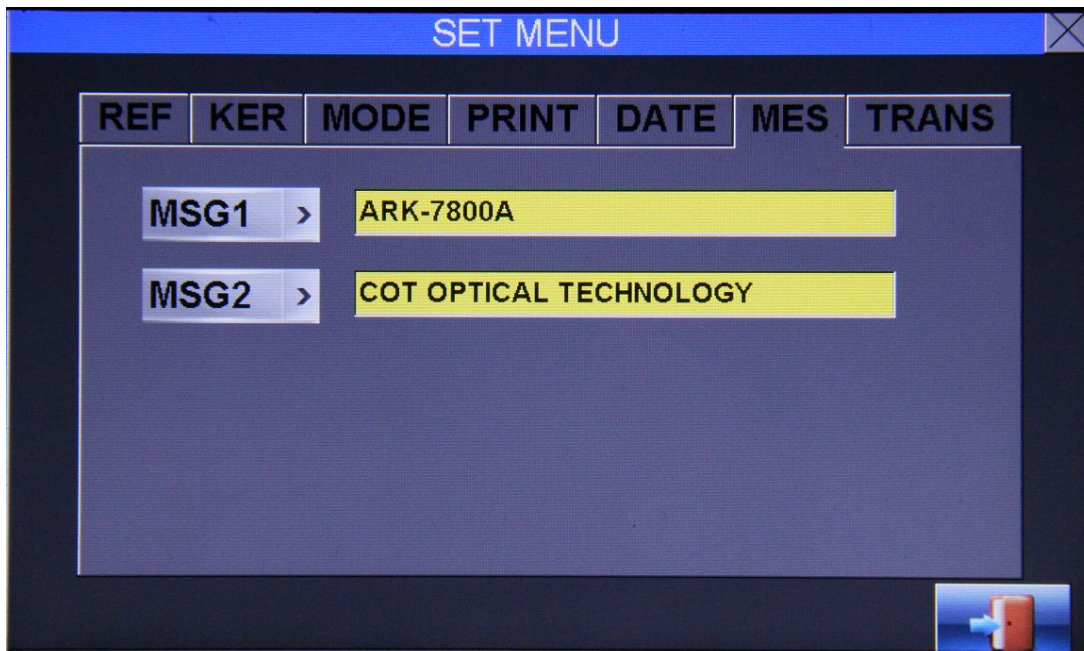 SET MENU
REF KER MODE PRINT DATE MES TRANS
MSG1 > ARK-7800A
MSG2 > COT OPTICAL TECHNOLOGY